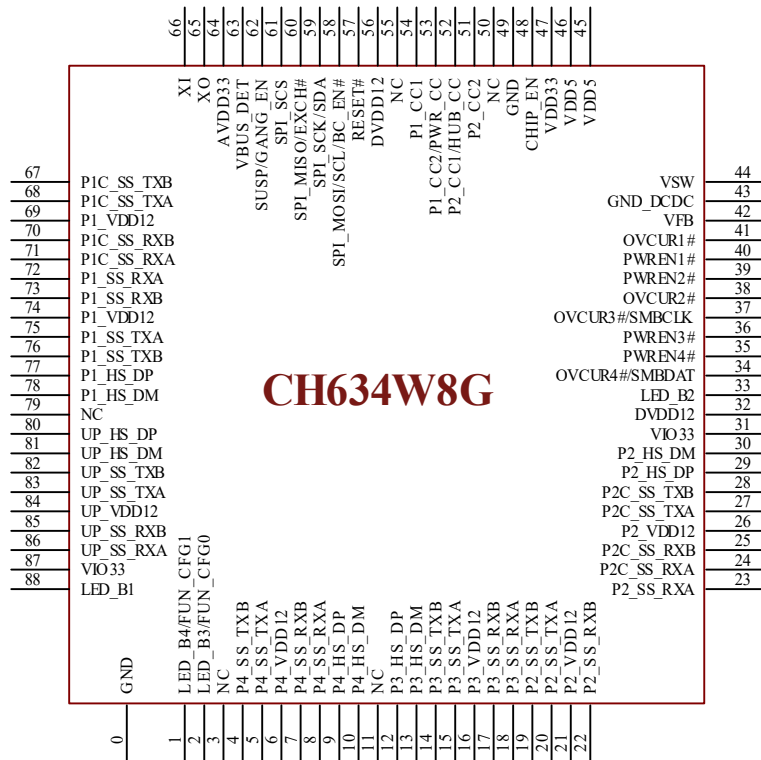 66 XI
65 XO
64 AVDD33
63 VBUS_DET
62 SUSP/GANG_EN
61 SPI_SCS
60 SPI_MISO/EXCH#
59 SPI_SCK/SDA
58 SPI_MOSI/SCL/BC_EN#
57 RESET#
56 DVDD12
55 NC
54 P1_CC1
53 P1_CC2/PWR_CC
52 P2_CC1/HUB_CC
51 P2_CC2
50 NC
49 GND
48 CHIP_EN
47 VDD33
46 VDD5
45 VDD5
67 P1C_SS_TXB
68 P1C_SS_TXA
69 P1_VDD12
70 P1C_SS_RXB
71 P1C_SS_RXA
72 P1_SS_RXA
73 P1_SS_RXB
74 P1_VDD12
75 P1_SS_TXA
76 P1_SS_TXB
77 P1_HS_DP
78 P1_HS_DM
79 NC
80 UP_HS_DP
81 UP_HS_DM
82 UP_SS_TXB
83 UP_SS_TXA
84 UP_VDD12
85 UP_SS_RXB
86 UP_SS_RXA
87 VIO33
88 LED_B1
CH634W8G
VSW 44
GND_DCDC 43
VFB 42
OVCUR1# 41
PWREN1# 40
PWREN2# 39
OVCUR2# 38
OVCUR3#/SMBCLK 37
PWREN3# 36
PWREN4# 35
OVCUR4#/SMBDAT 34
LED_B2 33
DVDD12 32
VIO33 31
P2_HS_DM 30
P2_HS_DP 29
P2C_SS_TXB 28
P2C_SS_TXA 27
P2_VDD12 26
P2C_SS_RXB 25
P2C_SS_RXA 24
P2_SS_RXA 23
GND 0
LED_B4/FUN_CFG1 1
LED_B3/FUN_CFG0 2
NC 3
P4_SS_TXB 4
P4_SS_TXA 5
P4_VDD12 6
P4_SS_RXB 7
P4_SS_RXA 8
P4_HS_DP 9
P4_HS_DM 10
NC 11
P3_HS_DP 12
P3_HS_DM 13
P3_SS_TXB 14
P3_SS_TXA 15
P3_VDD12 16
P3_SS_RXB 17
P3_SS_RXA 18
P2_SS_TXB 19
P2_SS_TXA 20
P2_VDD12 21
P2_SS_RXB 22